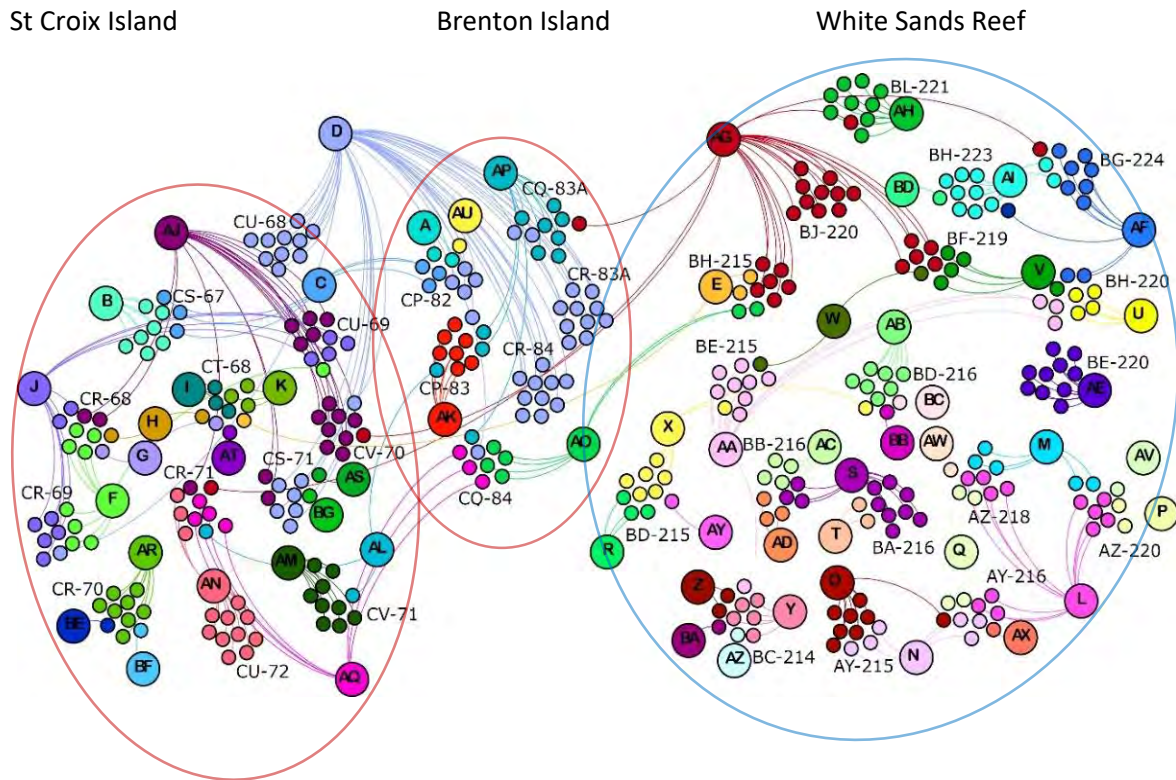 St Croix Island
Brenton Island
White Sands Reef
BL-221
AH
D
AG
BG-224
AP
BH-223
AI
CQ-83A
BD
AU
A
CU-68
AJ
BJ-220
AF
BF-219
BH-215
CR-83A
V
C
E
BH-220
B
CS-67
CP-82
U
W
CU-69
AB
BE-215
CR-84
BE-220
CT-68
CP-83
J
I
K
BD-216
AE
CR-68
BC
H
AK
X
AW
BB
AO
M
AA
AC
G
AT
CV-70
BB-216
AV
CR-71
CS-71
AS
S
CQ-84
CR-69
F
BG
BD-215
AY
AZ-218
P
AD
T
BA-216
AZ-220
AR
AL
R
Q
AM
CR-70
AN
Z
O
AY-216
L
Y
BE
CV-71
BA
AX
BF
AZ
BC-214
AY-215
N
CU-72
AQ